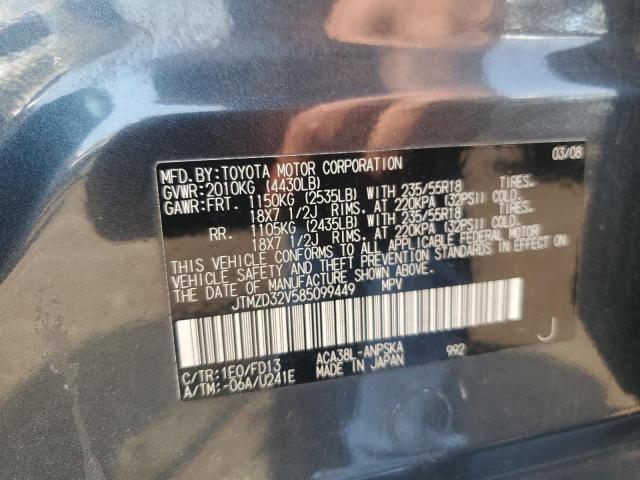 MFD. BY: TOYOTA MOTOR CORPORATION 03/08
GVWR: 2010KG (4430LB)
GAWR: FRT. 1150KG (2535LB) WITH 235/55R18 TIRES.
18X7 1/2J RIMS. AT 220KPA (32PSI) COLD
RR. 1105KG (2435LB) WITH 235/55R18 TIRES.
18X7 1/2J RIMS. AT 220KPA (32PSI) COLD.
THIS VEHICLE CONFORMS TO ALL APPLICABLE FEDERAL MOTOR
VEHICLE SAFETY AND THEFT PREVENTION STANDARDS IN EFFECT ON
THE DATE OF MANUFACTURE SHOWN ABOVE.
JTMZD32V585099449 MPV
J
C/TR: 1E0/FD13 ACA38L-ANPSKA 992
A/TM: -06A/U241E MADE IN JAPAN